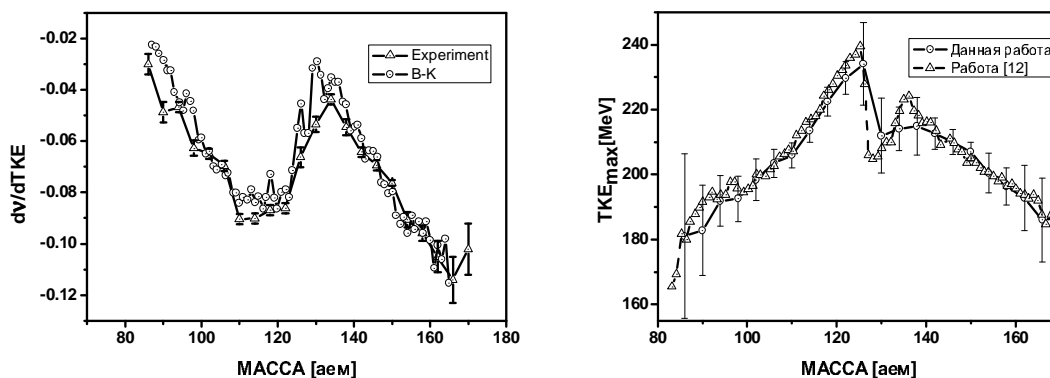 dν/dTKE
-0.02
-0.04
-0.06
-0.08
-0.10
-0.12
Experiment
B-K
80 100 120 140 160 180
МАССА [аем]
TKEmax[MeV]
240
220
200
180
160
Данная работа
Работа [12]
80 100 120 140 160
МАССА [аем]